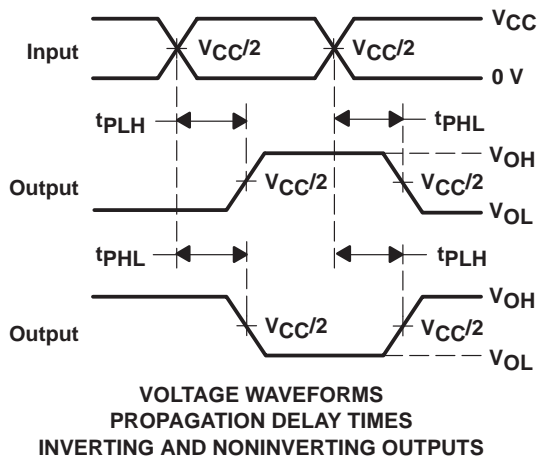 VCC
Input VCC/2 VCC/2
0 V
tPLH tPHL
VOH
Output VCC/2 VCC/2
VOL
tPHL tPLH
VOH
Output VCC/2 VCC/2
VOL
VOLTAGE WAVEFORMS
PROPAGATION DELAY TIMES
INVERTING AND NONINVERTING OUTPUTS